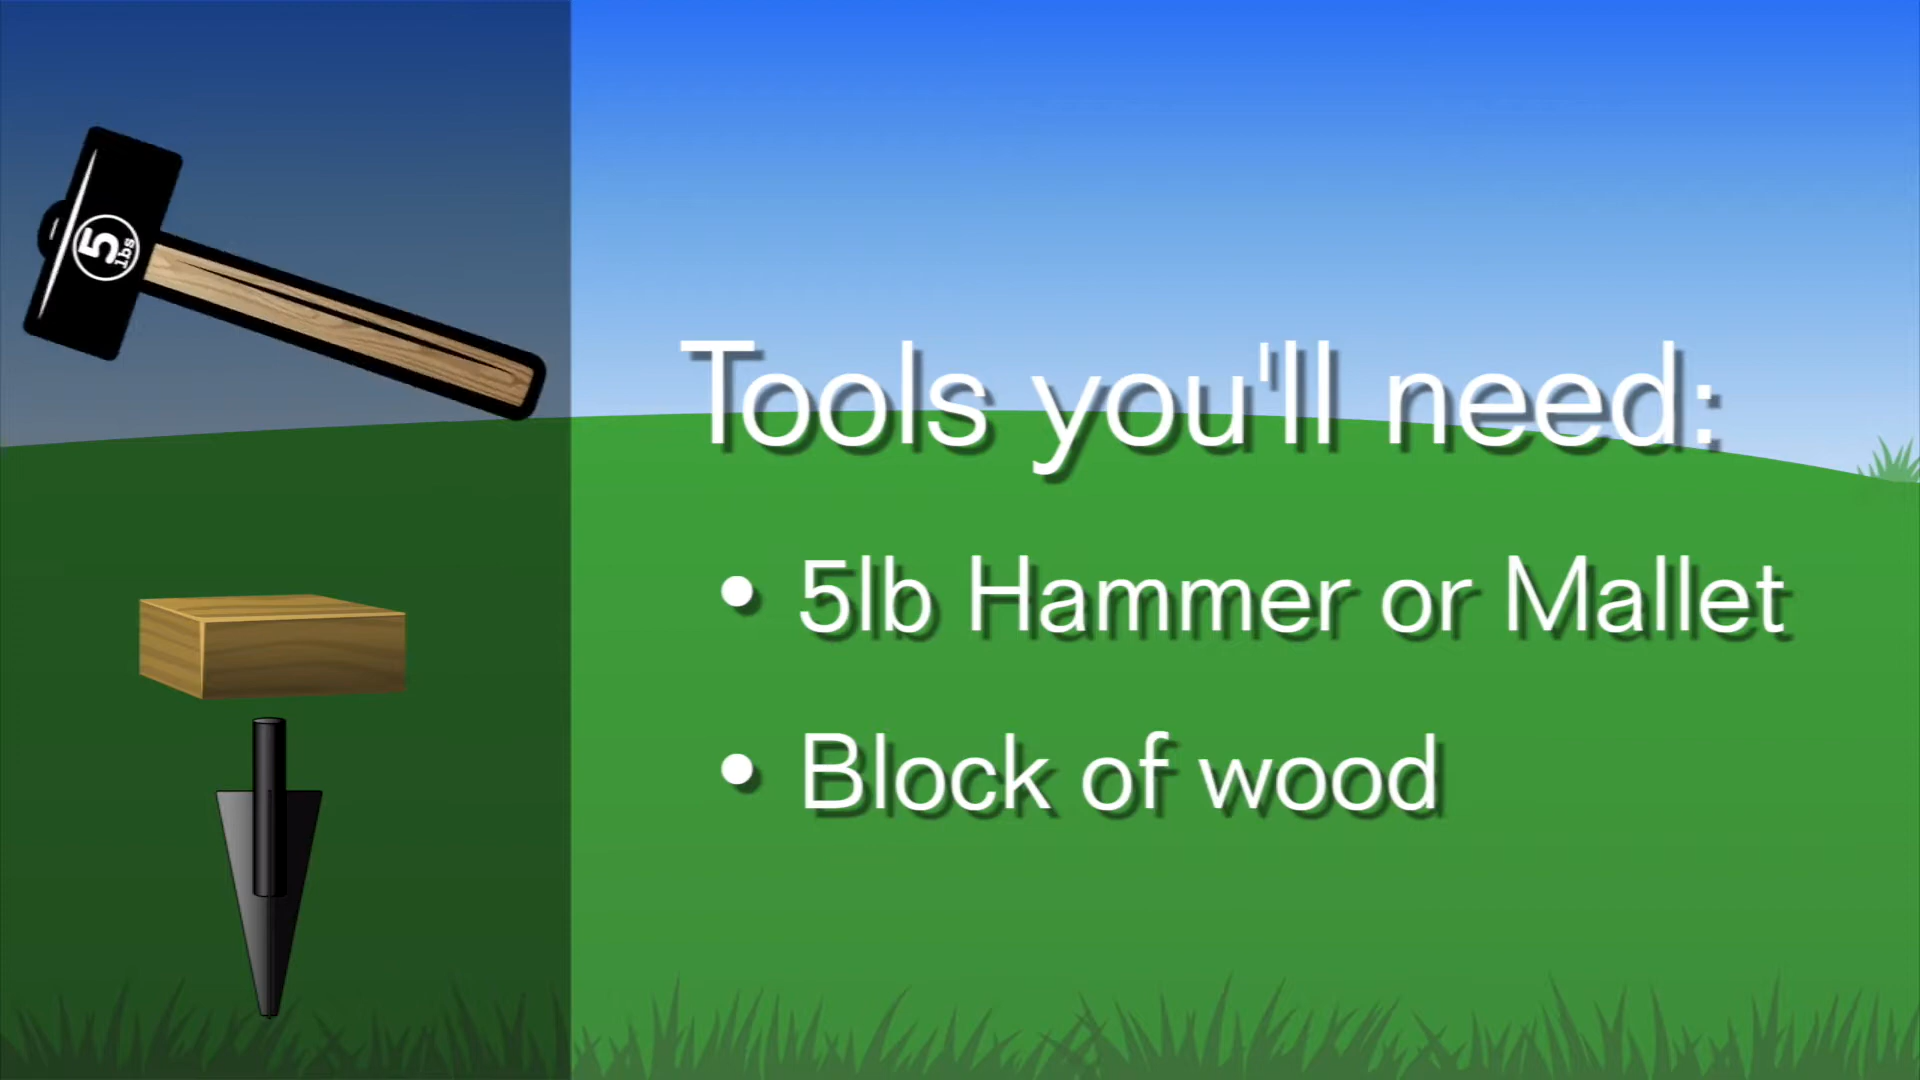 5
lbs
Tools you'll need:
• 5lb Hammer or Mallet
• Block of wood